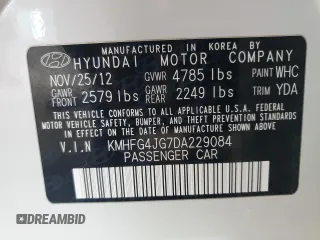 MANUFACTURED IN KOREA BY
HYUNDAI MOTOR COMPANY
NOV/25/12 GVWR 4785 lbs PAINT WHC
GAWR FRONT 2579 lbs GAWR REAR 2249 lbs TRIM YDA
THIS VEHICLE CONFORMS TO ALL APPLICABLE
U.S. FEDERAL MOTOR VEHICLE SAFETY, BUMPER,
AND THEFT PREVENTION STANDARDS IN EFFECT ON
THE DATE OF MANUFACTURE SHOWN ABOVE.
V.I.N KMHFG4JG7DA229084
PASSENGER CAR
DREAMBID